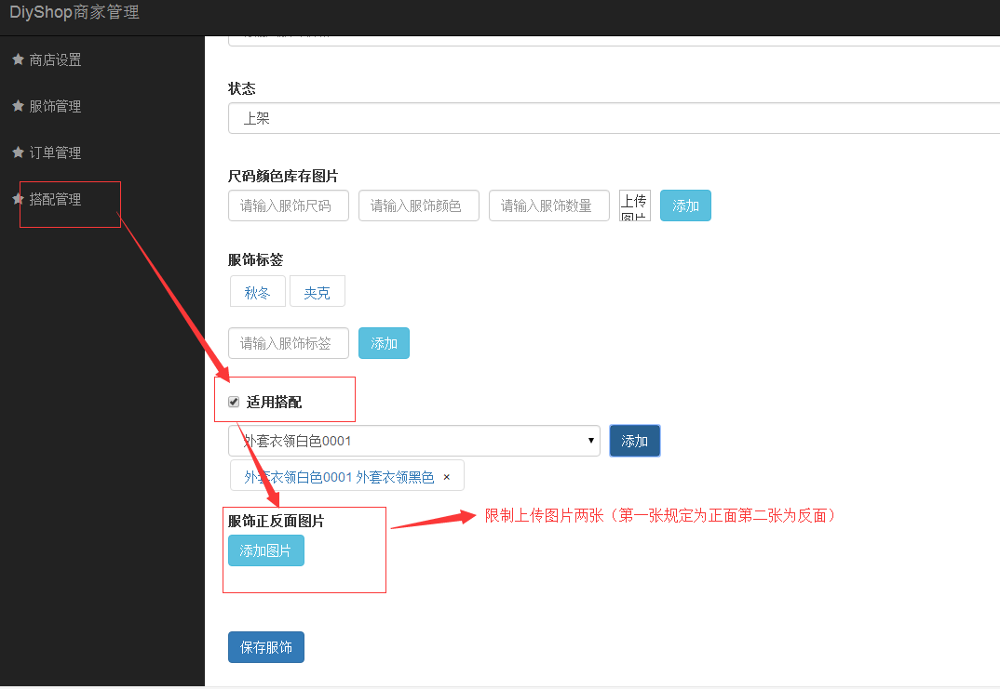 DiyShop商家管理
商店设置
服饰管理
订单管理
搭配管理
状态
上架
尺码颜色库存图片
请输入服饰尺码 请输入服饰颜色 请输入服饰数量 上传图片 添加
服饰标签
秋冬 夹克
请输入服饰标签 添加
适用搭配
外套衣领白色0001 添加
外套衣领白色0001 外套衣领黑色 ×
服饰正反面图片
限制上传图片两张（第一张规定为正面第二张为反面）
添加图片
保存服饰